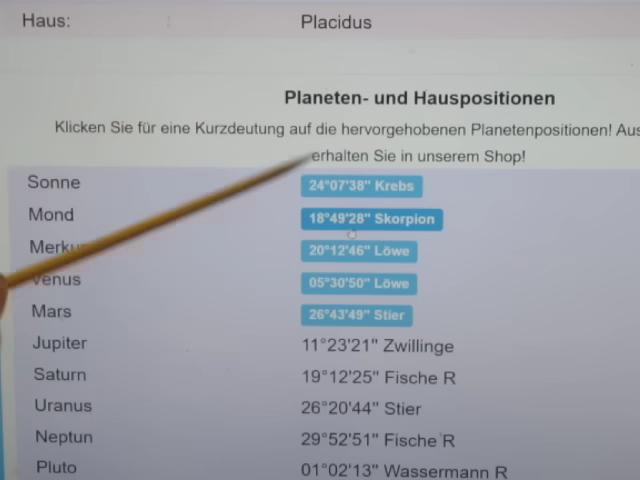 Haus: Placidus
Planeten- und Hauspositionen
Klicken Sie für eine Kurzdeutung auf die hervorgehobenen Planetenpositionen! Aus
erhalten Sie in unserem Shop!
Sonne 24°07'38" Krebs
Mond 18°49'28" Skorpion
Merkur 20°12'46" Löwe
Venus 05°30'50" Löwe
Mars 26°43'49" Stier
Jupiter 11°23'21" Zwillinge
Saturn 19°12'25" Fische R
Uranus 26°20'44" Stier
Neptun 29°52'51" Fische R
Pluto 01°02'13" Wassermann R